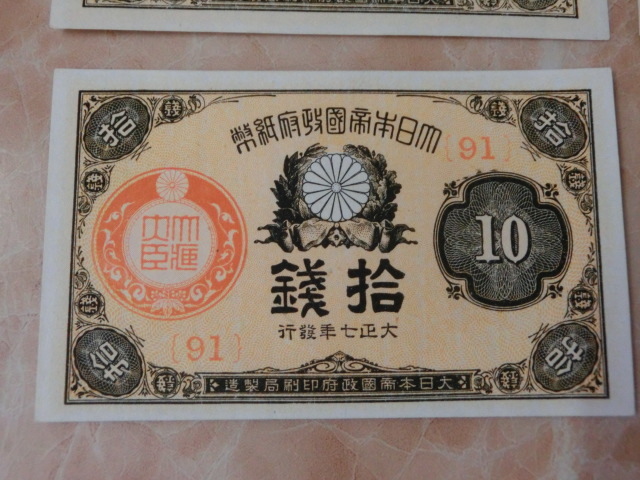 大日本帝國政府紙幣
{91}
拾
拾
大藏大臣
10
拾錢
大正七年發行
{91}
拾
拾
大日本帝國政府印刷局製造